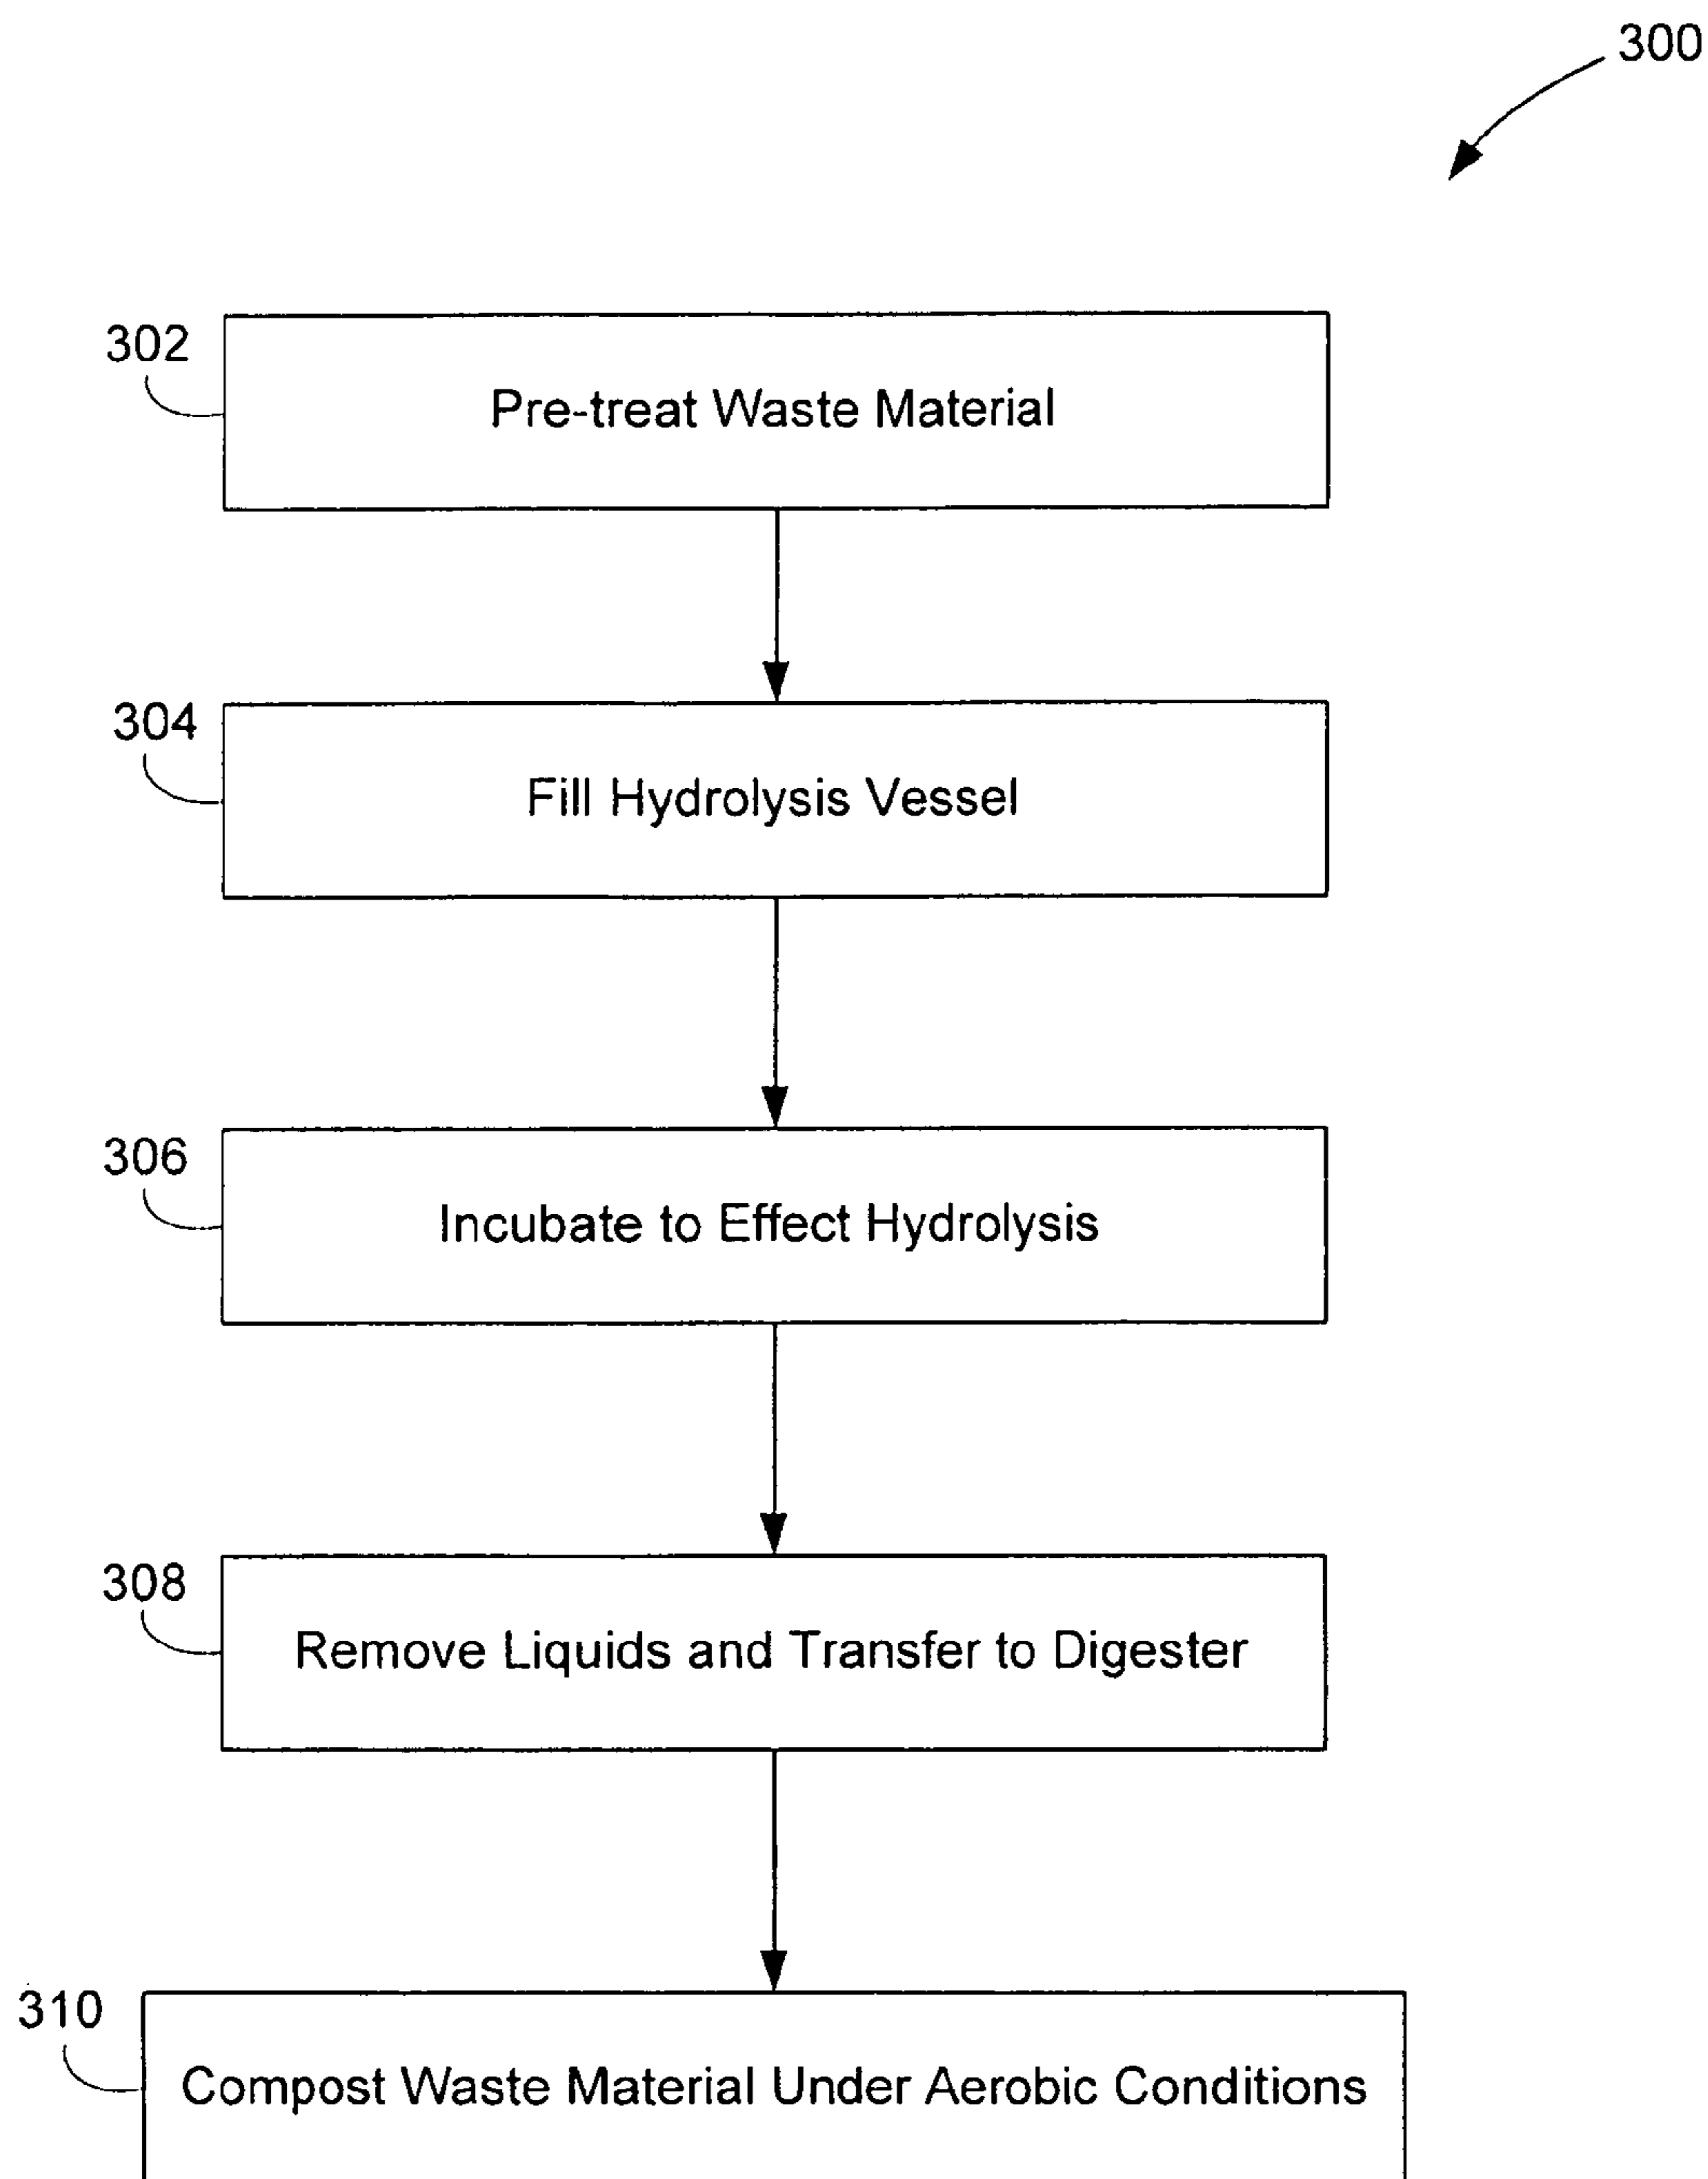 300
302
Pre-treat Waste Material
304
Fill Hydrolysis Vessel
306
Incubate to Effect Hydrolysis
308
Remove Liquids and Transfer to Digester
310
Compost Waste Material Under Aerobic Conditions